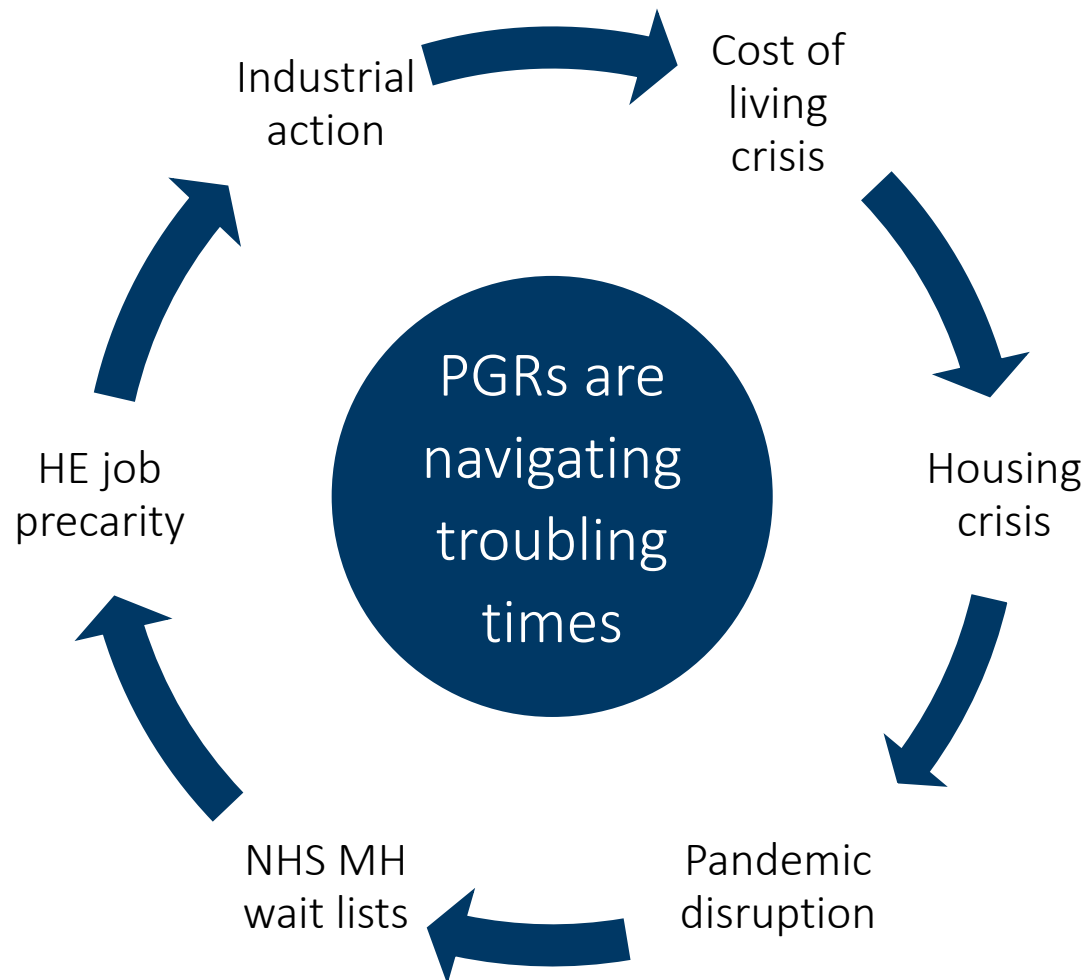 Industrial
action
Cost of
living
crisis
Housing
crisis
Pandemic
disruption
NHS MH
wait lists
HE job
precarity
PGRs are
navigating
troubling
times